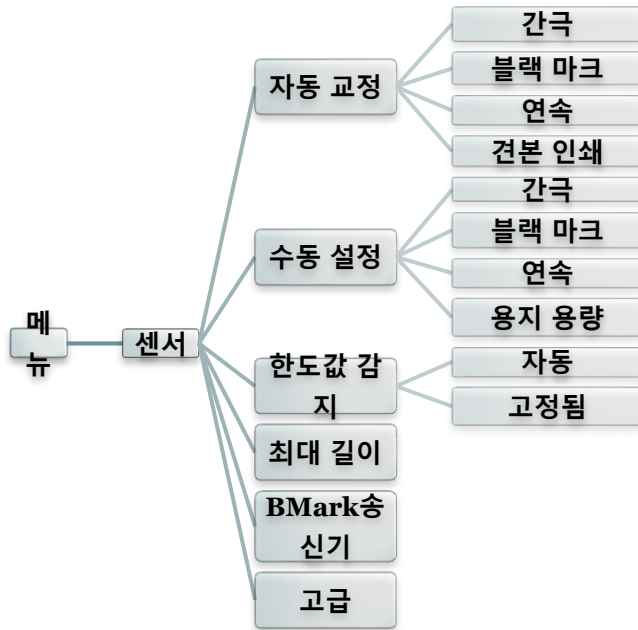 메
뉴
센서
자동 교정
간극
블랙 마크
연속
견본 인쇄
수동 설정
간극
블랙 마크
연속
용지 용량
한도값 감
지
자동
고정됨
최대 길이
BMark송
신기
고급